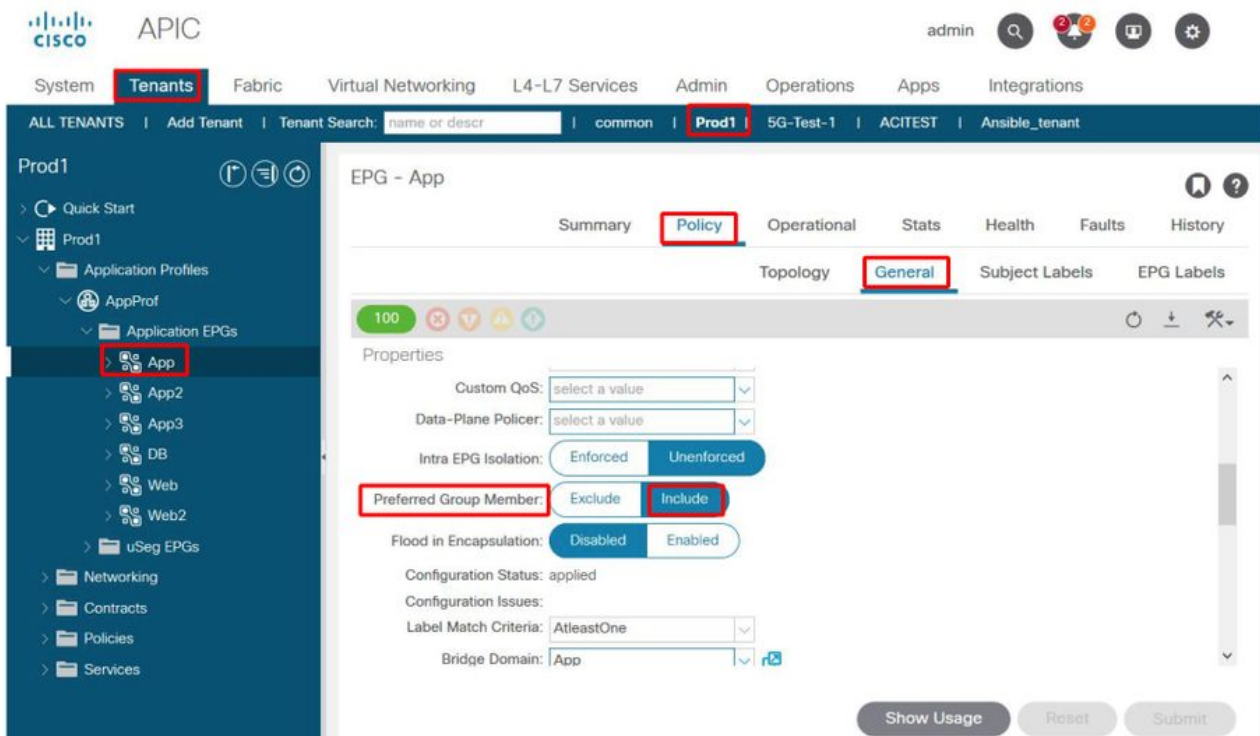 CISCO APIC admin 2 2
System Tenants Fabric Virtual Networking L4-L7 Services Admin Operations Apps Integrations
ALL TENANTS | Add Tenant | Tenant Search: name or descr | common | Prod1 | 5G-Test-1 | ACITEST | Ansible_tenant
Prod1
Quick Start
Prod1
Application Profiles
AppProf
Application EPGs
App
App2
App3
DB
Web
Web2
uSeg EPGs
Networking
Contracts
Policies
Services
EPG - App
Summary Policy Operational Stats Health Faults History
Topology General Subject Labels EPG Labels
100
Properties
Custom QoS: select a value
Data-Plane Policer: select a value
Intra EPG Isolation: Enforced Unenforced
Preferred Group Member: Exclude Include
Flood in Encapsulation: Disabled Enabled
Configuration Status: applied
Configuration Issues:
Label Match Criteria: AtleastOne
Bridge Domain: App
Show Usage Reset Submit